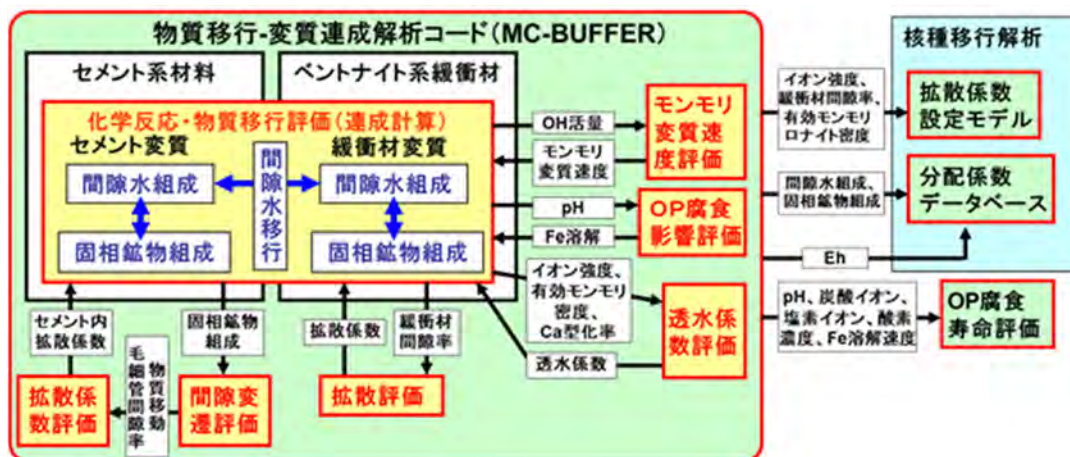 物質移行-変質連成解析コード(MC-BUFFER)
セメント系材料
ベントナイト系緩衝材
化学反応・物質移行評価(連成計算)
セメント変質
緩衝材変質
間隙水組成
固相鉱物組成
間隙水移行
間隙水組成
固相鉱物組成
OH活量
モンモリ
変質速度
モンモリ
変質速
度評価
pH
Fe溶解
OP腐食
影響評価
イオン強度、
有効モンモリ
密度、
Ca型化率
透水係数
透水係
数評価
セメント内
拡散係数
固相鉱物
組成
拡散係数
緩衝材
間隙率
拡散係
数評価
物質移動
毛細管間隙率
間隙変
遷評価
拡散評価
核種移行解析
イオン強度、
緩衝材間隙率、
有効モンモリ
ロナイト密度
拡散係数
設定モデル
間隙水組成、
固相鉱物組成
分配係数
データベース
Eh
pH、炭酸イオン、
塩素イオン、酸素
濃度、Fe溶解速度
OP腐食
寿命評価